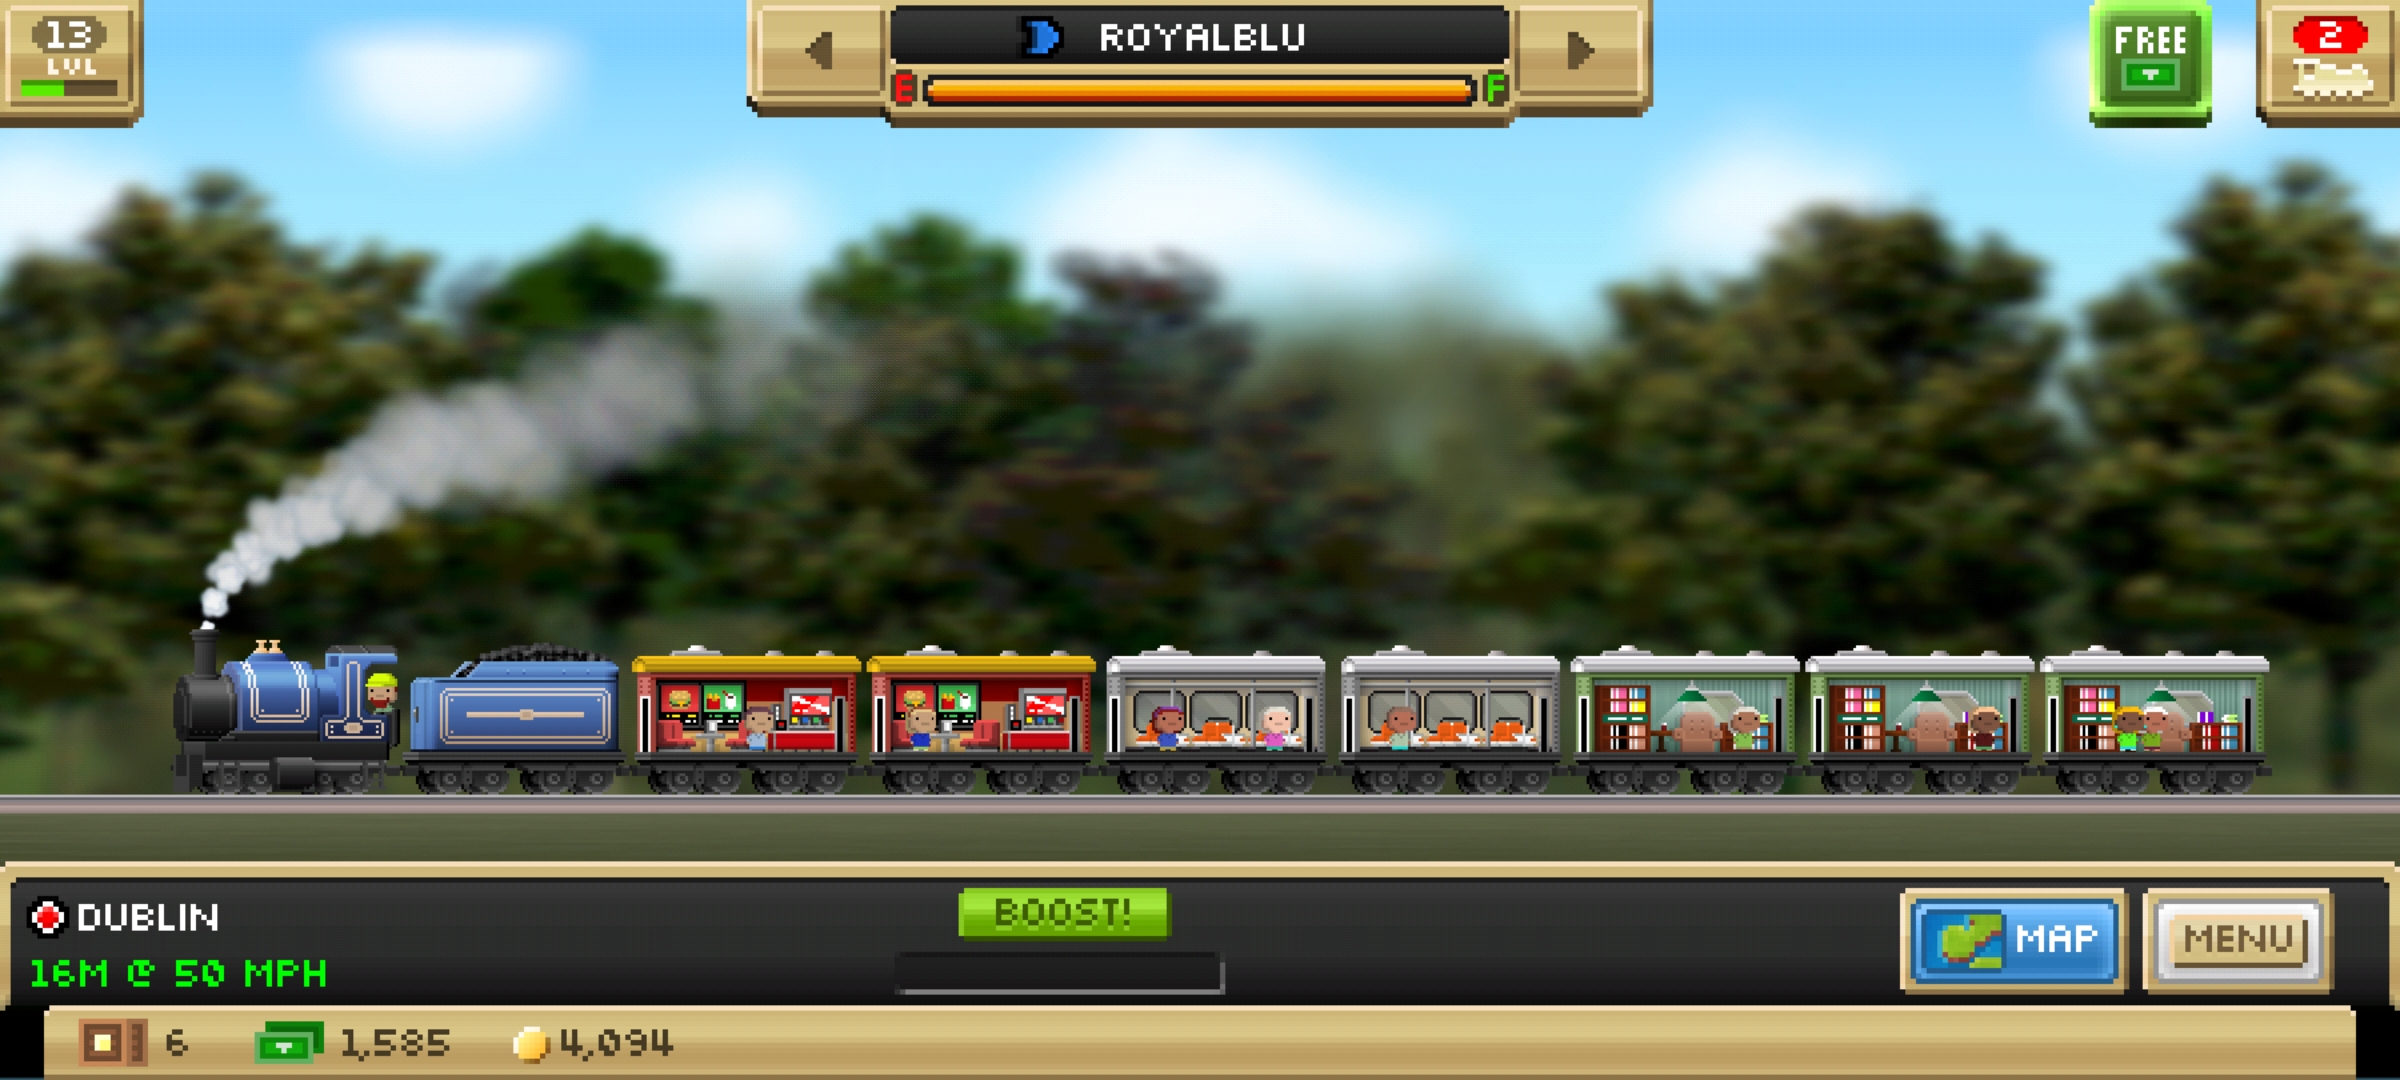 13
LVL
ROYALBLU
E F
FREE
2
DUBLIN
16M @ 50 MPH
BOOST!
MAP
MENU
6 1,585 4,094